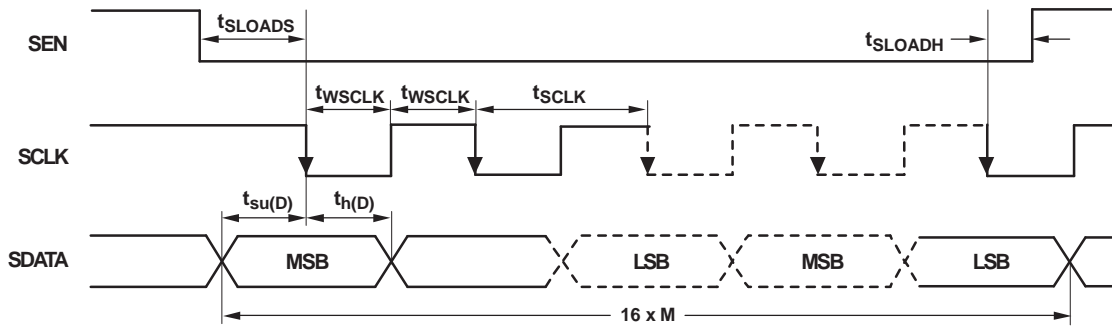 SEN
tSLOADS
tSLOADH
SCLK
tWSCLK
tWSCLK
tSCLK
SDATA
tsu(D)
th(D)
MSB
LSB
MSB
LSB
16 x M